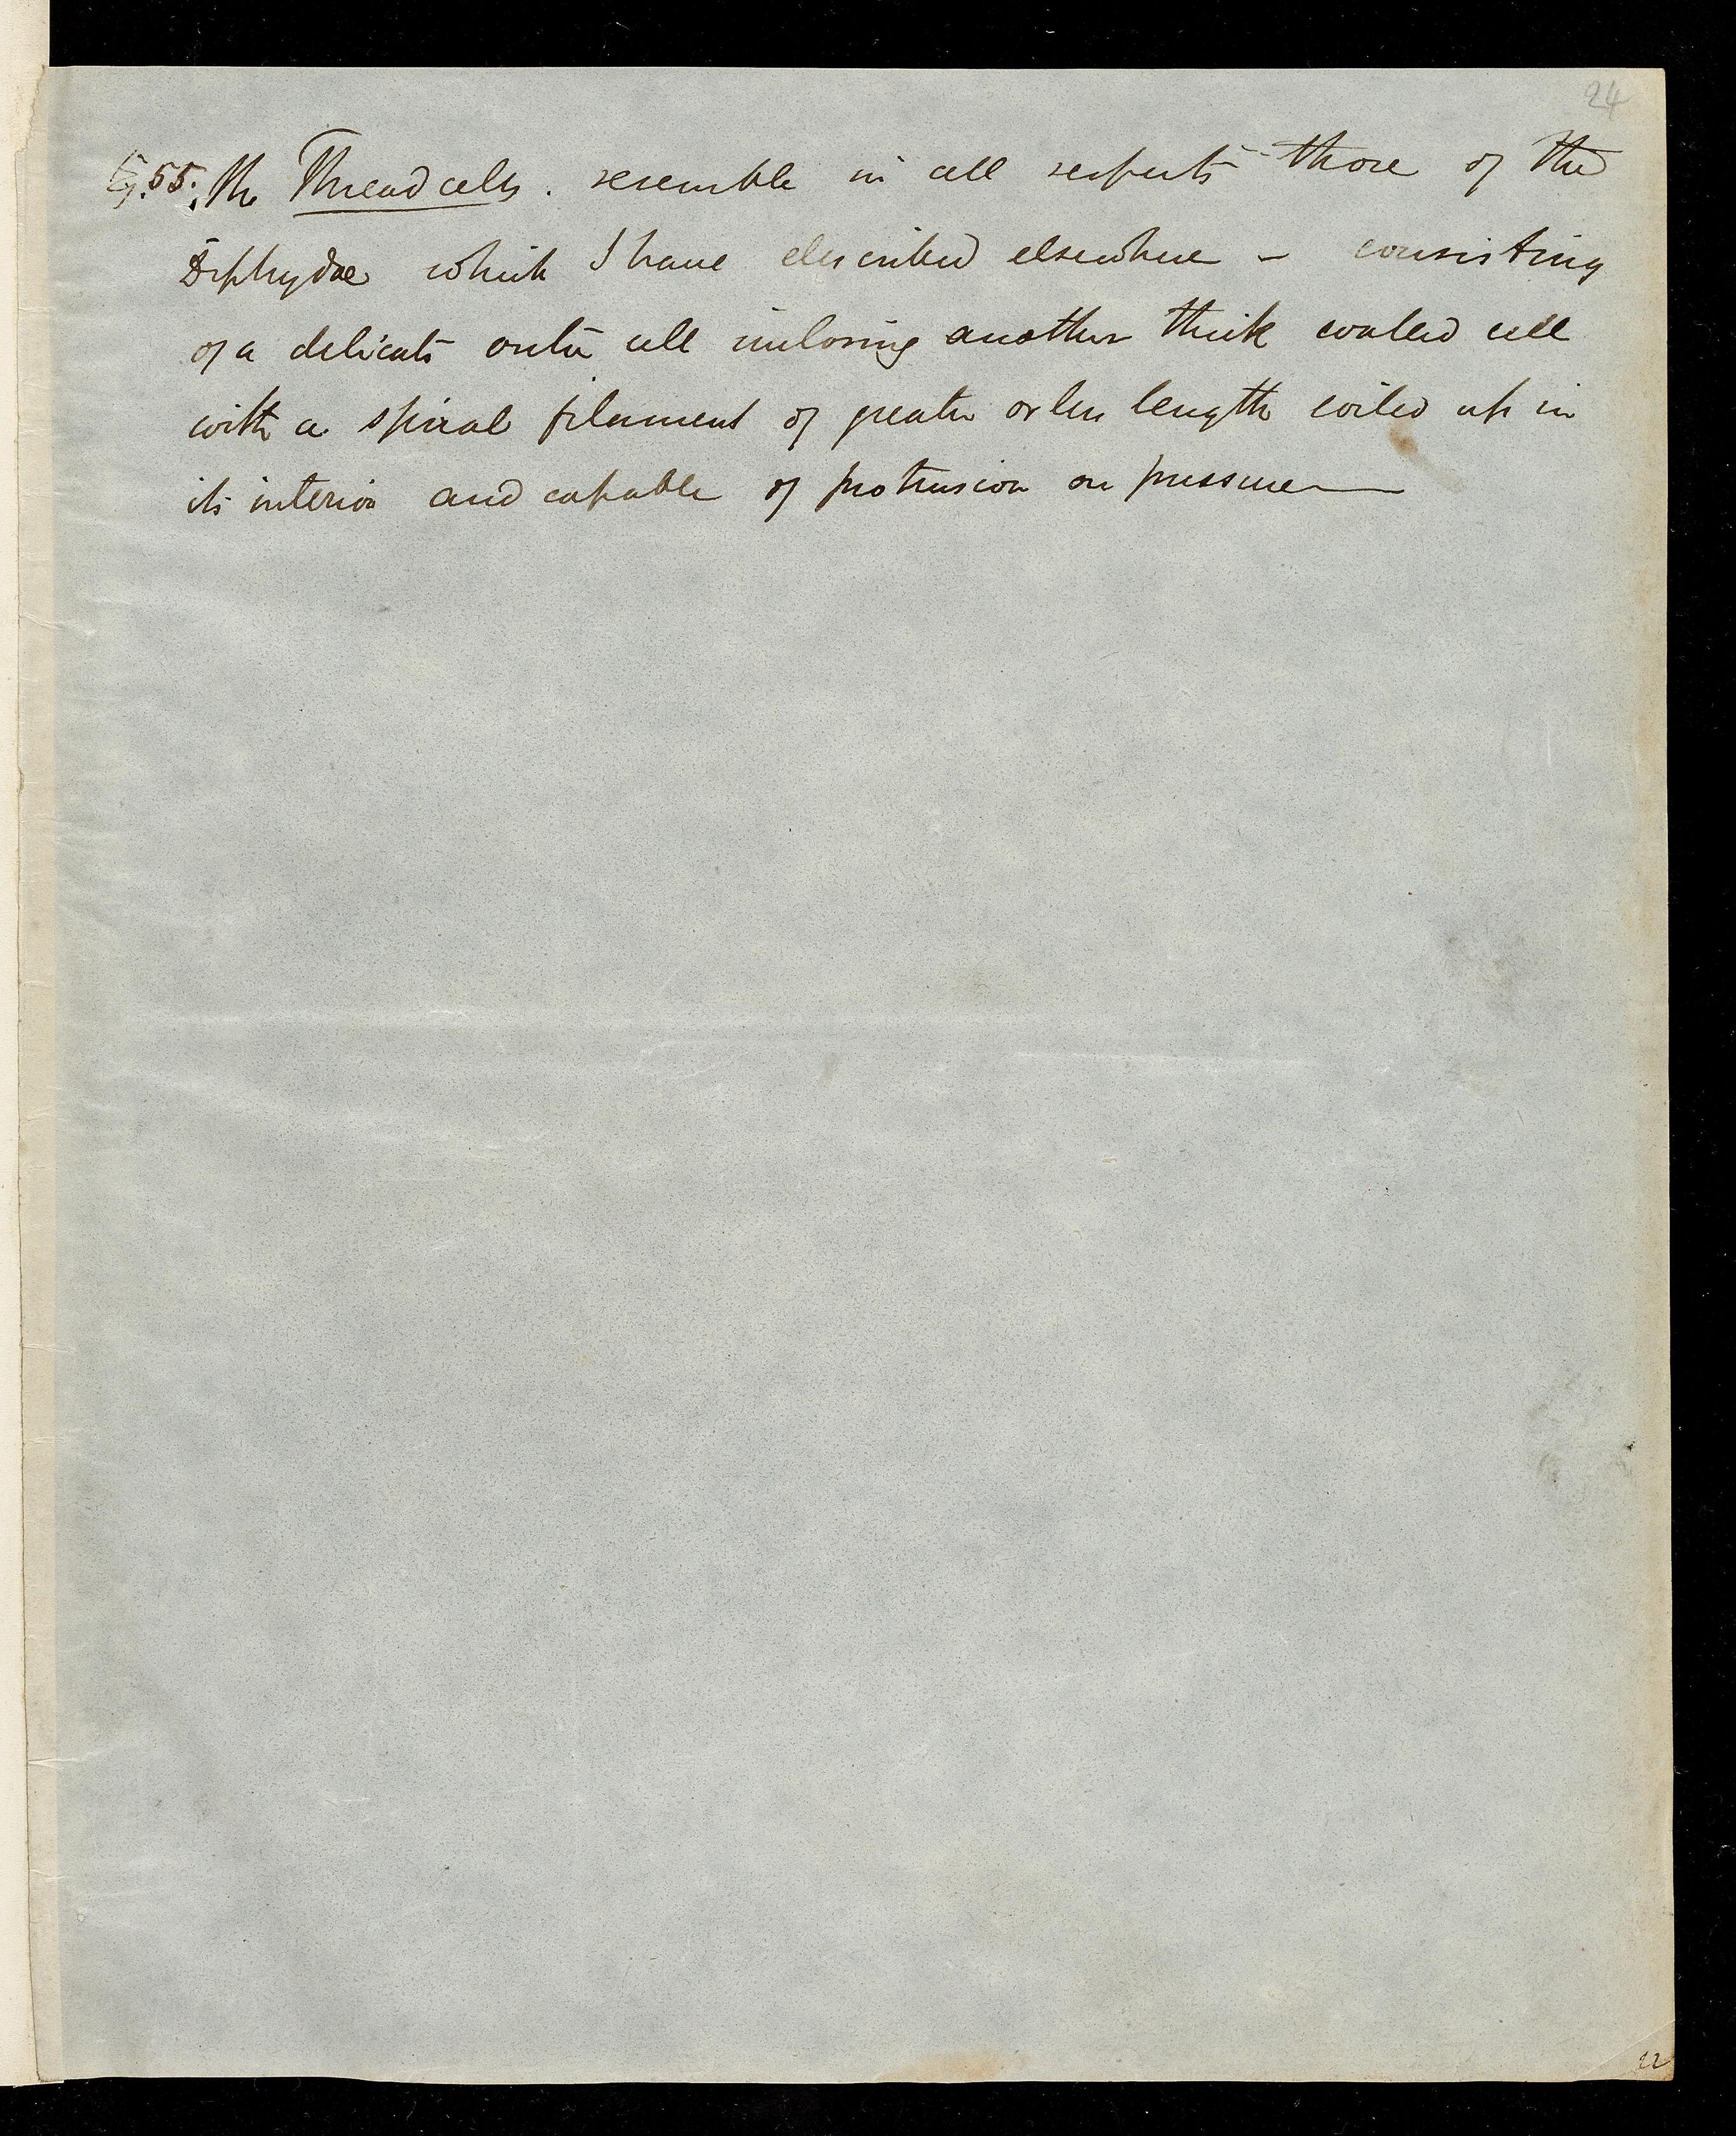 24
§.55. The Thread cells. resemble in all respects those of the
Diphydae which I have described elsewhere – consisting
of a delicate outer cell inclosing another thick walled cell
with a spiral filament of greater or less length coiled up in
its interior and capable of protrusion on pressure —
22